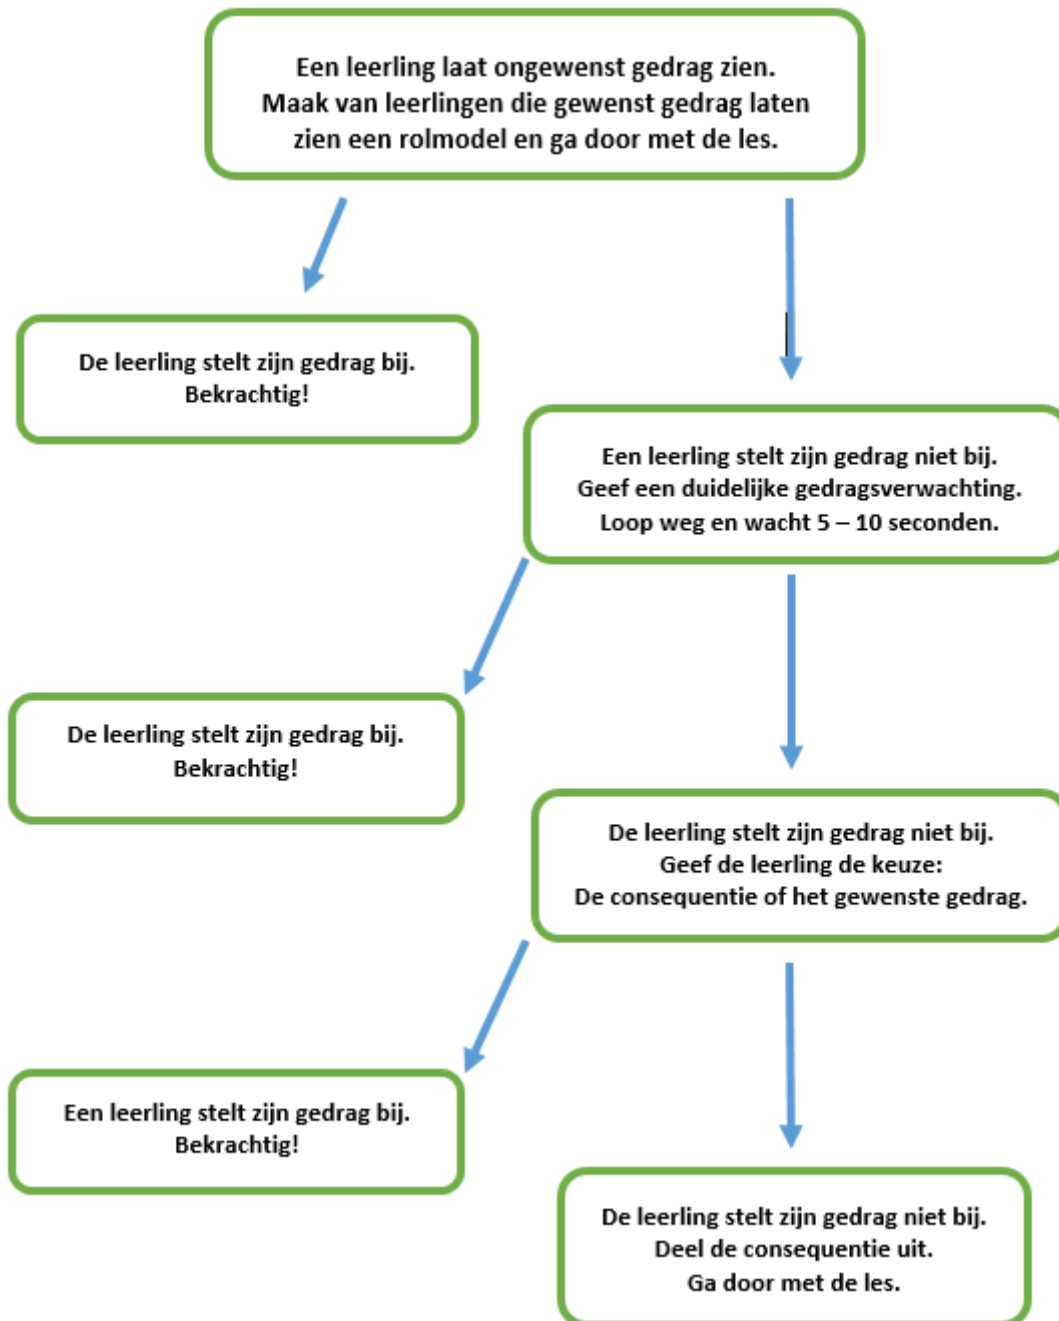 Een leerling laat ongewenst gedrag zien.
Maak van leerlingen die gewenst gedrag laten
zien een rolmodel en ga door met de les.
De leerling stelt zijn gedrag bij.
Bekrachtig!
Een leerling stelt zijn gedrag niet bij.
Geef een duidelijke gedragsverwachting.
Loop weg en wacht 5 – 10 seconden.
De leerling stelt zijn gedrag bij.
Bekrachtig!
De leerling stelt zijn gedrag niet bij.
Geef de leerling de keuze:
De consequentie of het gewenste gedrag.
Een leerling stelt zijn gedrag bij.
Bekrachtig!
De leerling stelt zijn gedrag niet bij.
Deel de consequentie uit.
Ga door met de les.